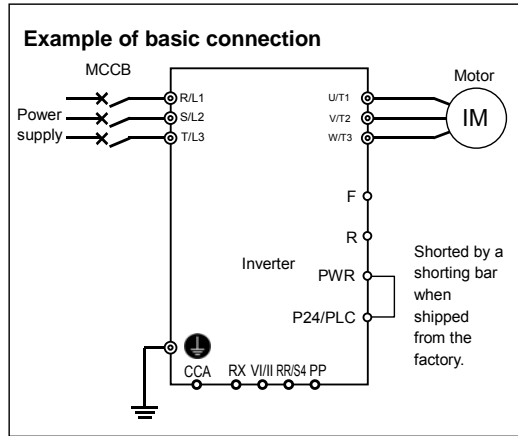 Example of basic connection
MCCB
Motor
R/L1
U/T1
Power
supply
S/L2
V/T2
IM
T/L3
W/T3
F
R
Inverter
PWR
P24/PLC
Shorted by a
shorting bar
when
shipped
from the
factory.
CCA RX VI/II RR/S4 PP